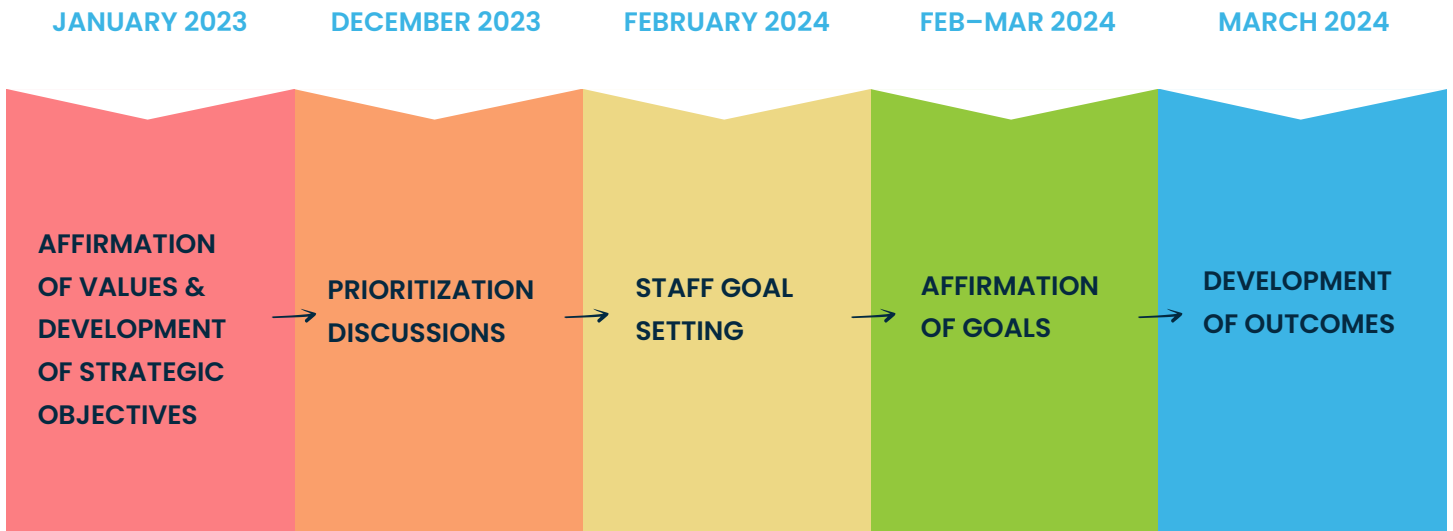 JANUARY 2023
DECEMBER 2023
FEBRUARY 2024
FEB–MAR 2024
MARCH 2024
AFFIRMATION
OF VALUES &
DEVELOPMENT
OF STRATEGIC
OBJECTIVES
PRIORITIZATION
DISCUSSIONS
STAFF GOAL
SETTING
AFFIRMATION
OF GOALS
DEVELOPMENT
OF OUTCOMES